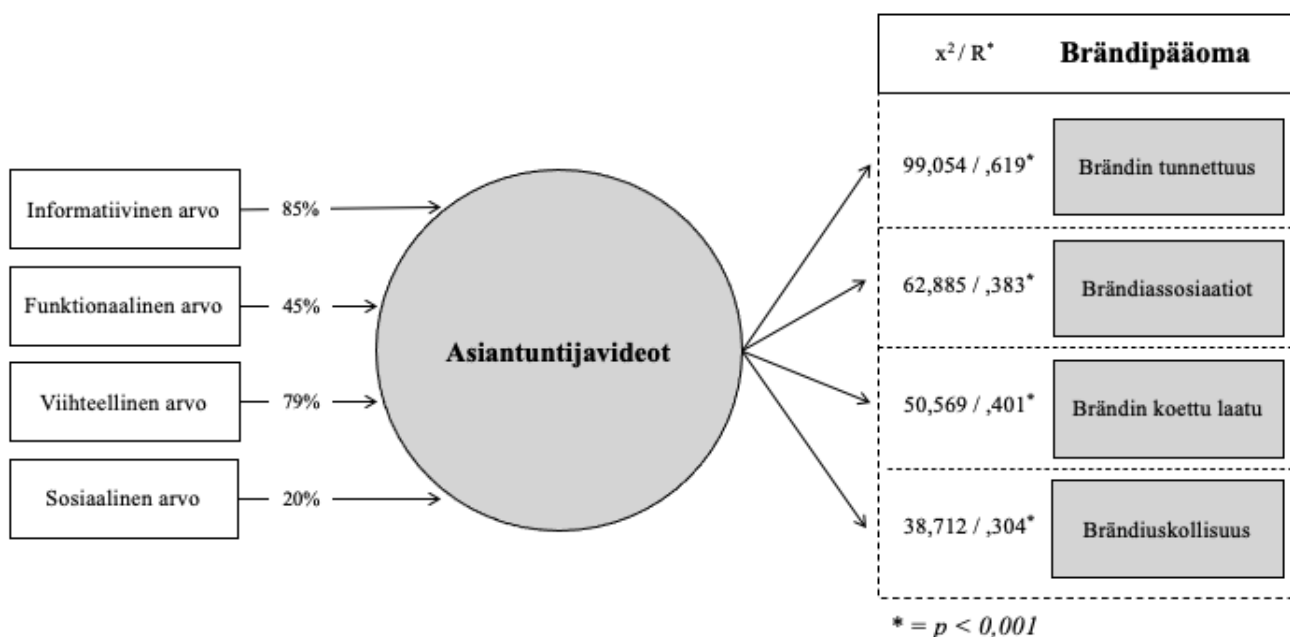 x² / R* Brändipääoma
Informatiivinen arvo 85%
Funktionaalinen arvo 45%
Viihteellinen arvo 79%
Sosiaalinen arvo 20%
Asiantuntijavideot
99,054 / ,619* Brändin tunnettuus
62,885 / ,383* Brändiassosiaatiot
50,569 / ,401* Brändin koettu laatu
38,712 / ,304* Brändiuskollisuus
* = p < 0,001